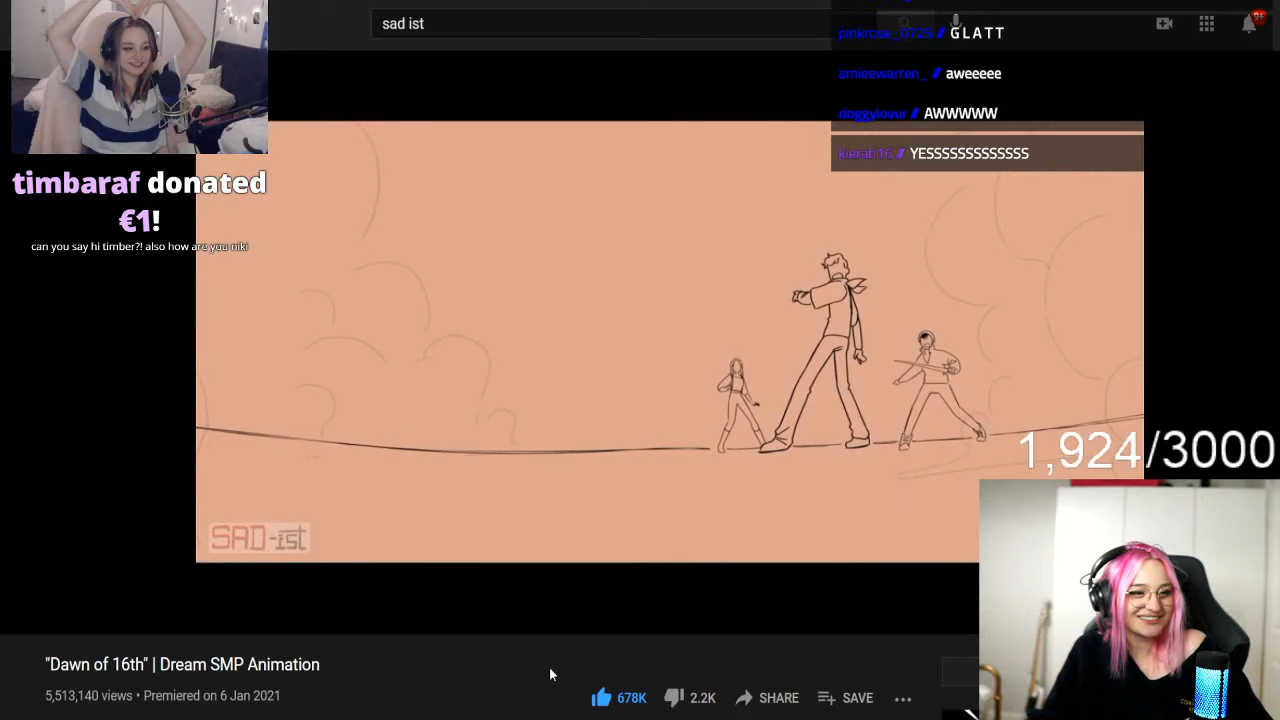 sad ist
9+
pinkrose_0725 // G L A T T
amieewarren_ // aweeeee
doggylovur // AWWWWW
kierah16 // YESSSSSSSSSSSS
timbaraf donated
€1!
can you say hi timber?! also how are you niki
1,924/3000
SAD-ist
"Dawn of 16th" | Dream SMP Animation
5,513,140 views • Premiered on 6 Jan 2021
678K
2.2K
SHARE
SAVE